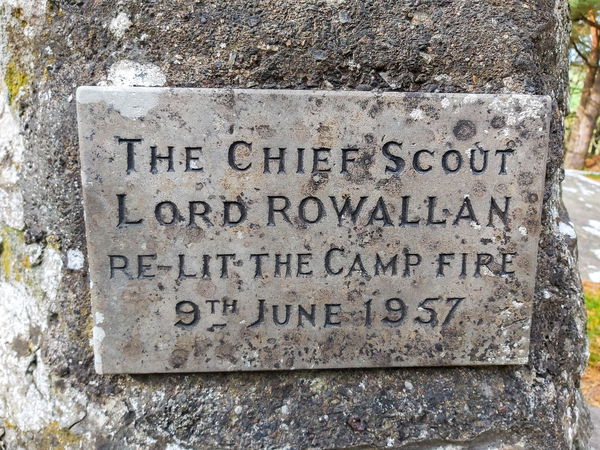 The Chief Scout
Lord Rowallan
re-lit the Camp fire
9th June 1957